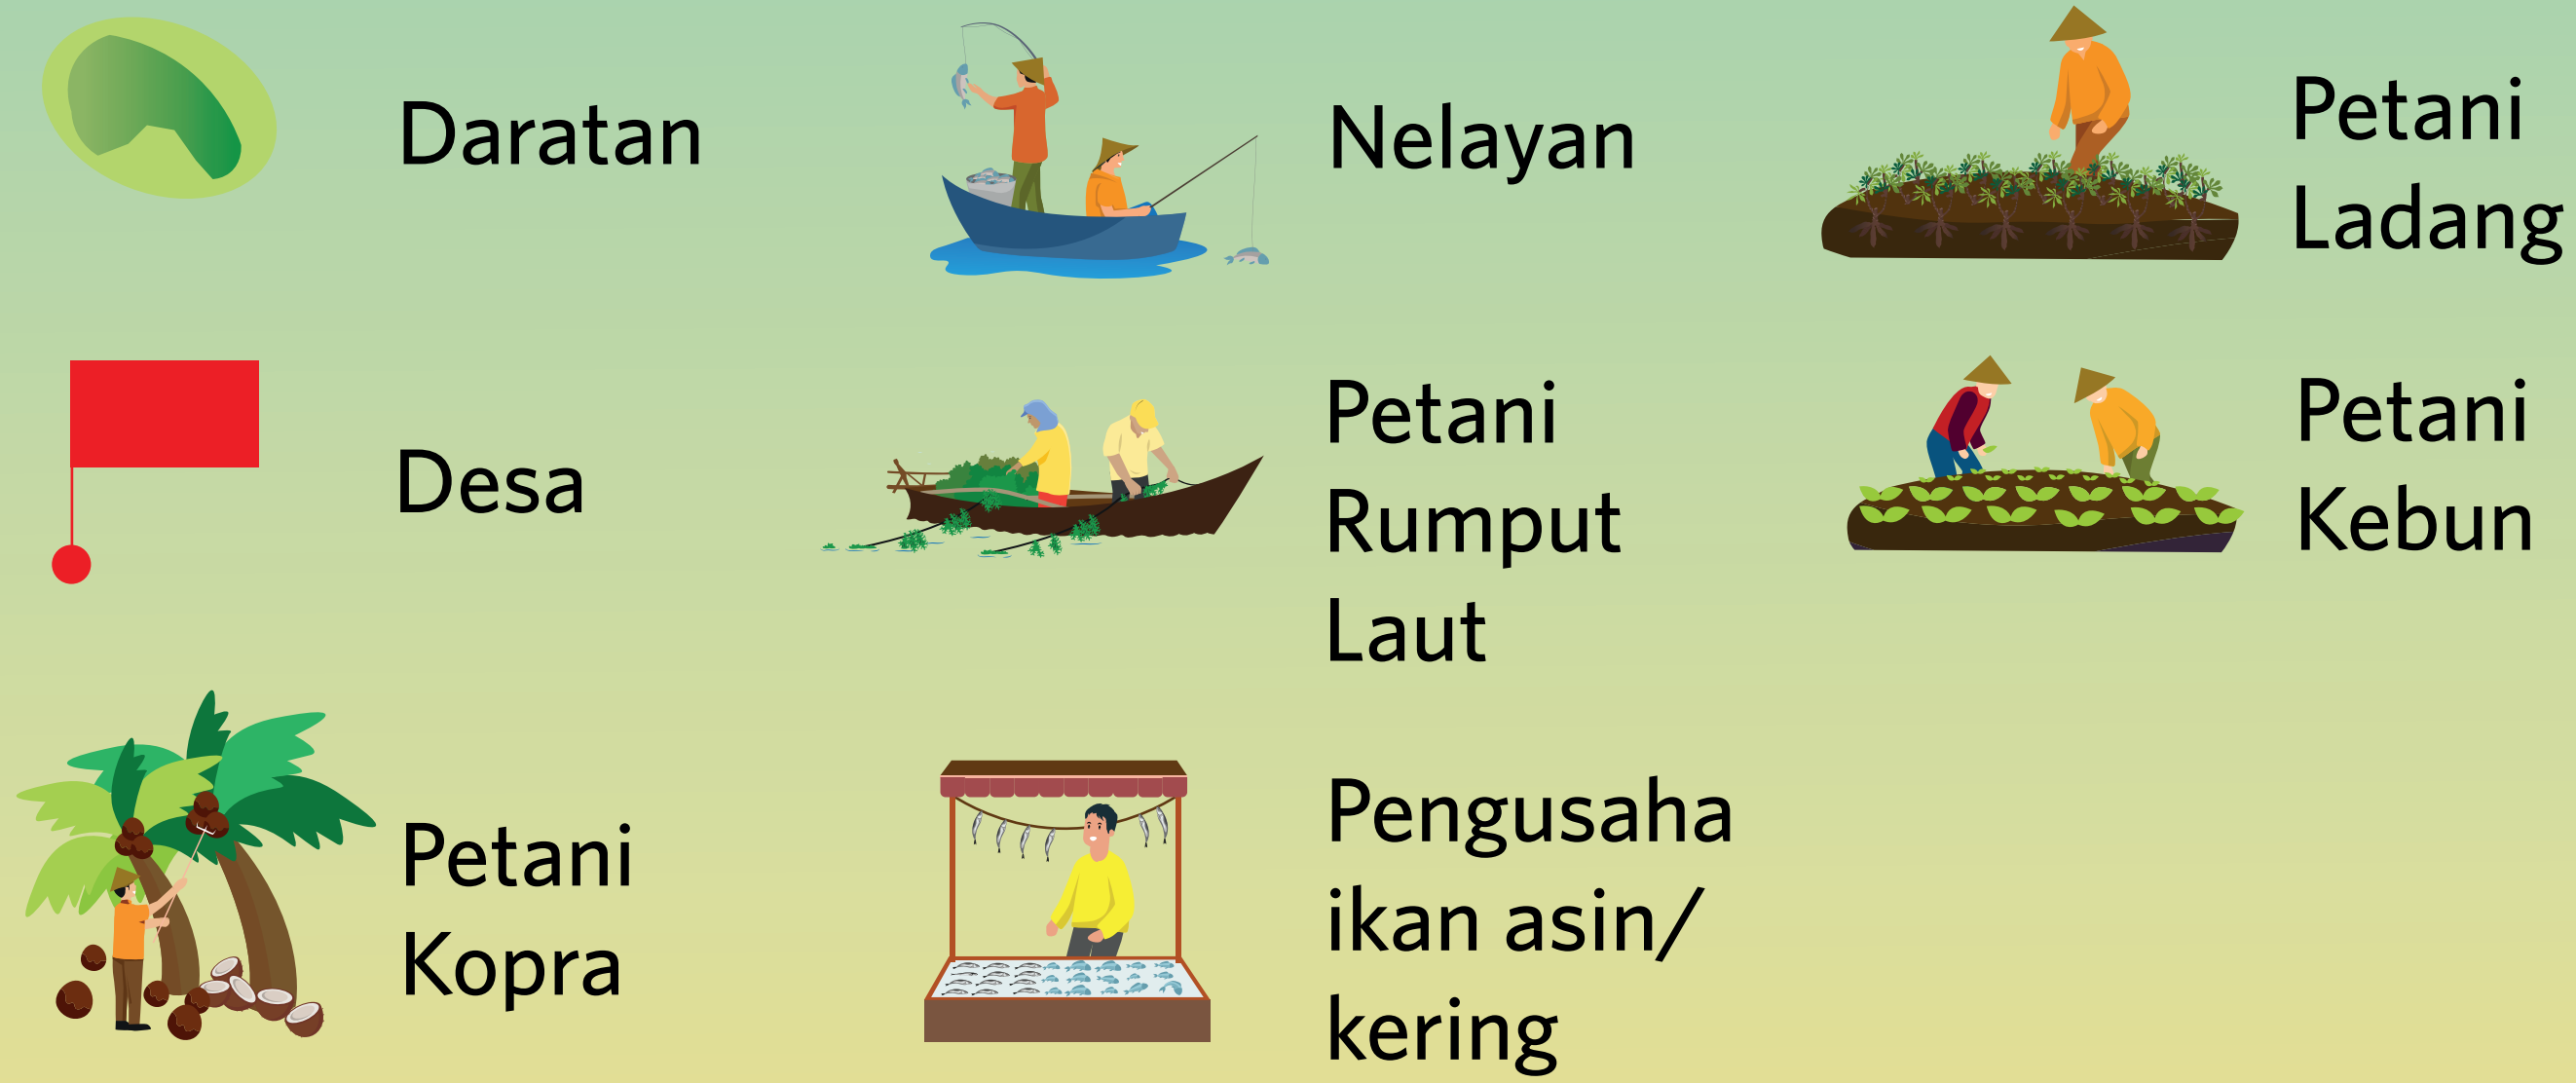 Daratan
Desa
Petani
Kopra
Nelayan
Petani
Rumput
Laut
Pengusaha
ikan asin/
kering
Petani
Ladang
Petani
Kebun